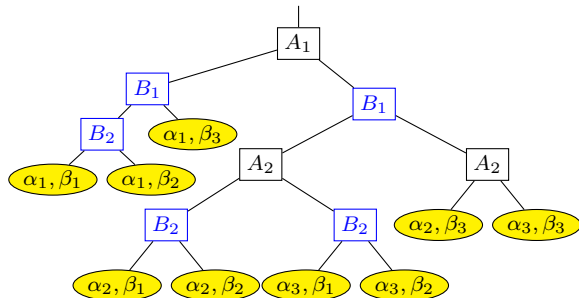 A₁
B₁
B₁
B₂ α₁, β₃
α₁, β₁ α₁, β₂ A₂ A₂
B₂ B₂ α₂, β₃ α₃, β₃
α₂, β₁ α₂, β₂ α₃, β₁ α₃, β₂